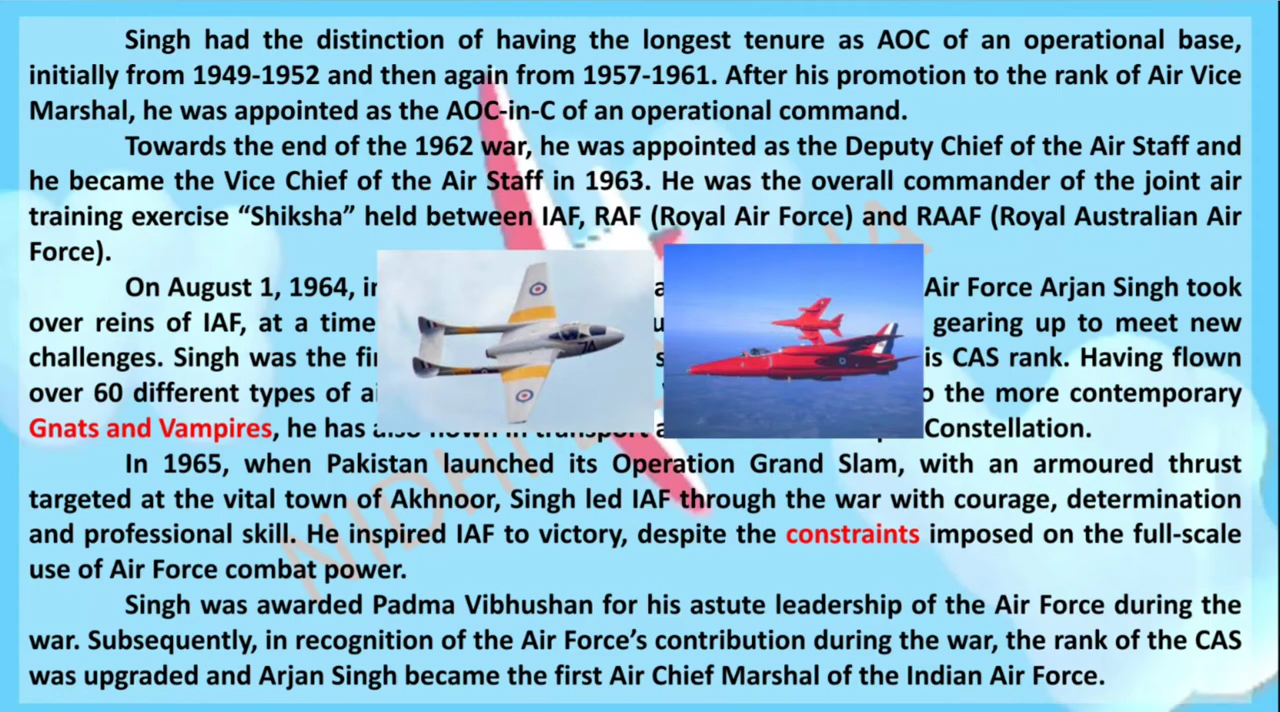 Singh had the distinction of having the longest tenure as AOC of an operational base,
initially from 1949-1952 and then again from 1957-1961. After his promotion to the rank of Air Vice
Marshal, he was appointed as the AOC-in-C of an operational command.
Towards the end of the 1962 war, he was appointed as the Deputy Chief of the Air Staff and
he became the Vice Chief of the Air Staff in 1963. He was the overall commander of the joint air
training exercise “Shiksha” held between IAF, RAF (Royal Air Force) and RAAF (Royal Australian Air
Force).
On August 1, 1964, Air Force Arjan Singh took
over reins of IAF, at a time gearing up to meet new
challenges. Singh was the CAS rank. Having flown
over 60 different types of the more contemporary
Gnats and Vampires, he has also flown in transport Constellation.
In 1965, when Pakistan launched its Operation Grand Slam, with an armoured thrust
targeted at the vital town of Akhnoor, Singh led IAF through the war with courage, determination
and professional skill. He inspired IAF to victory, despite the constraints imposed on the full-scale
use of Air Force combat power.
Singh was awarded Padma Vibhushan for his astute leadership of the Air Force during the
war. Subsequently, in recognition of the Air Force’s contribution during the war, the rank of the CAS
was upgraded and Arjan Singh became the first Air Chief Marshal of the Indian Air Force.
74